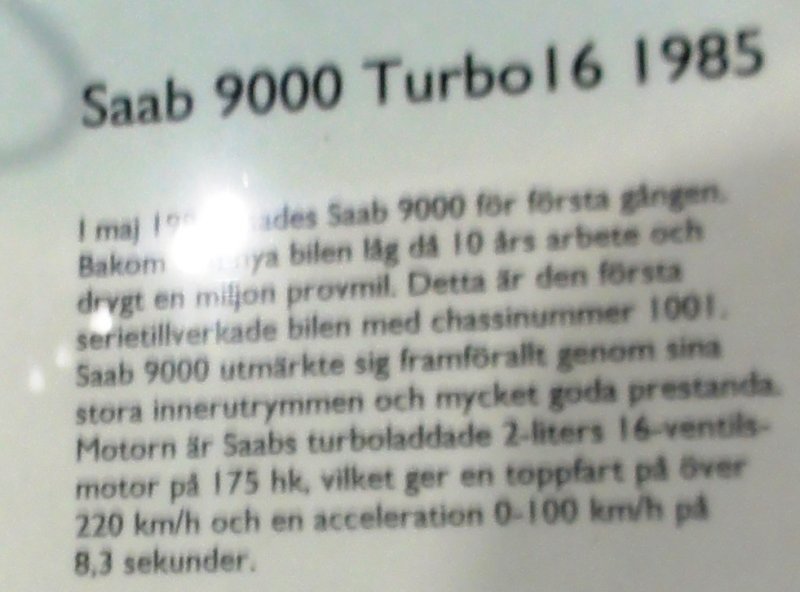 Saab 9000 Turbo16 1985
I maj Saab 9000 för första gången.
Bakom nya bilen låg då 10 års arbete och
drygt en miljon provmil. Detta är den första
serietillverkade bilen med chassinummer 1001.
Saab 9000 utmärkte sig framförallt genom sina
stora innerutrymmen och mycket goda prestanda.
Motorn är Saabs turboladdade 2-liters 16-ventils-
motor på 175 hk, vilket ger en toppfart på över
220 km/h och en acceleration 0-100 km/h på
8,3 sekunder.